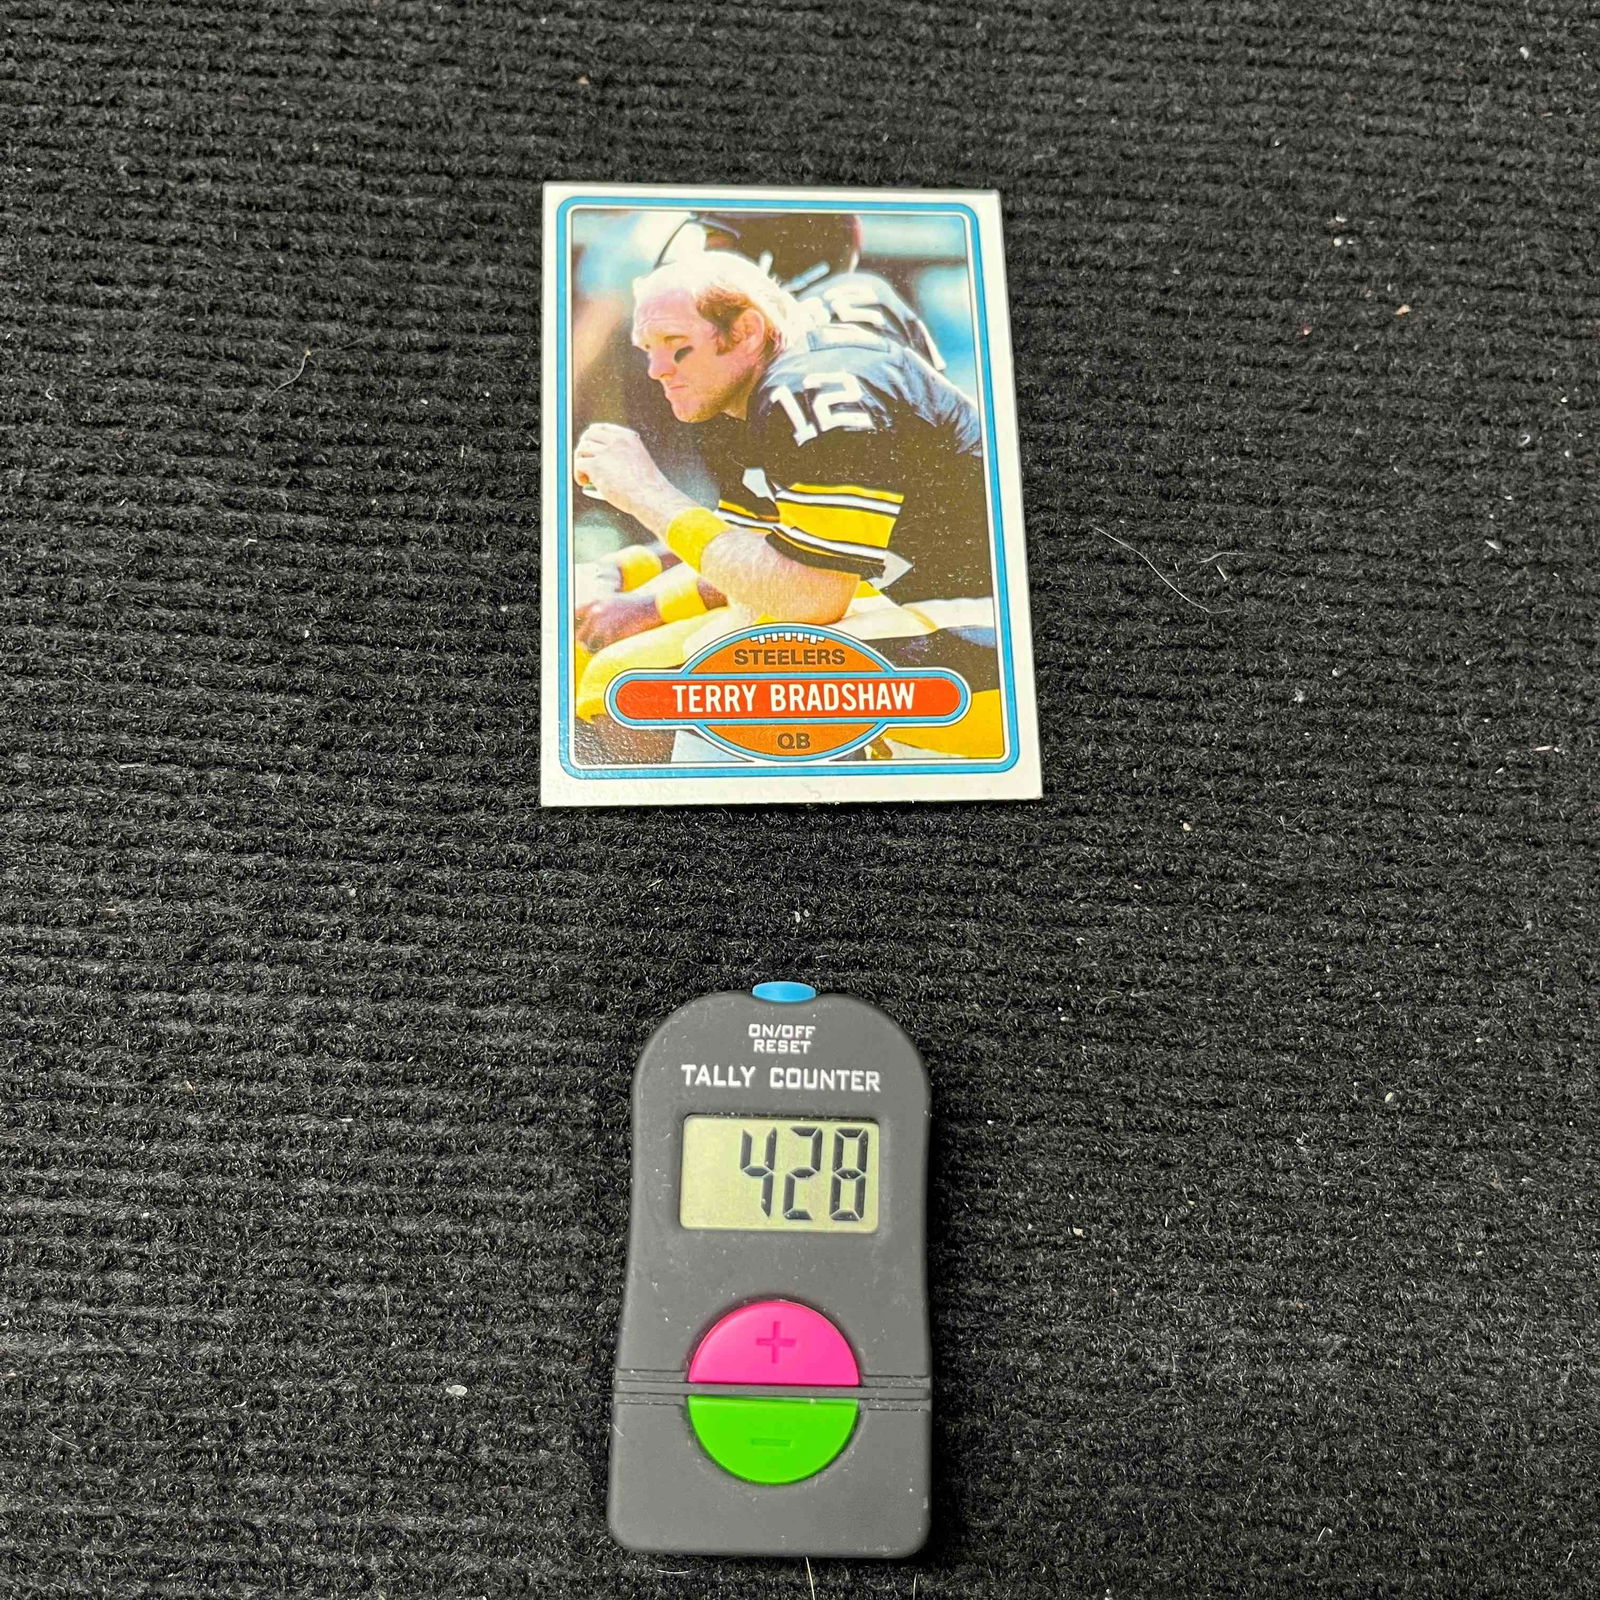 12
STEELERS
TERRY BRADSHAW
QB
ON/OFF
RESET
TALLY COUNTER
428
+
-